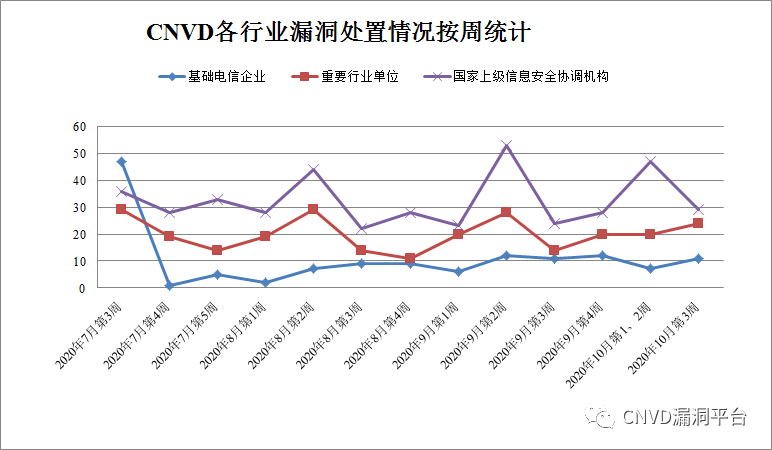 CNVD各行业漏洞处置情况按周统计
基础电信企业 重要行业单位 国家上级信息安全协调机构
60
50
40
30
20
10
0
2020年7月第3周
2020年7月第4周
2020年7月第5周
2020年8月第1周
2020年8月第2周
2020年8月第3周
2020年8月第4周
2020年9月第1周
2020年9月第2周
2020年9月第3周
2020年9月第4周
2020年10月第1、2周
2020年10月第3周
CNVD漏洞平台